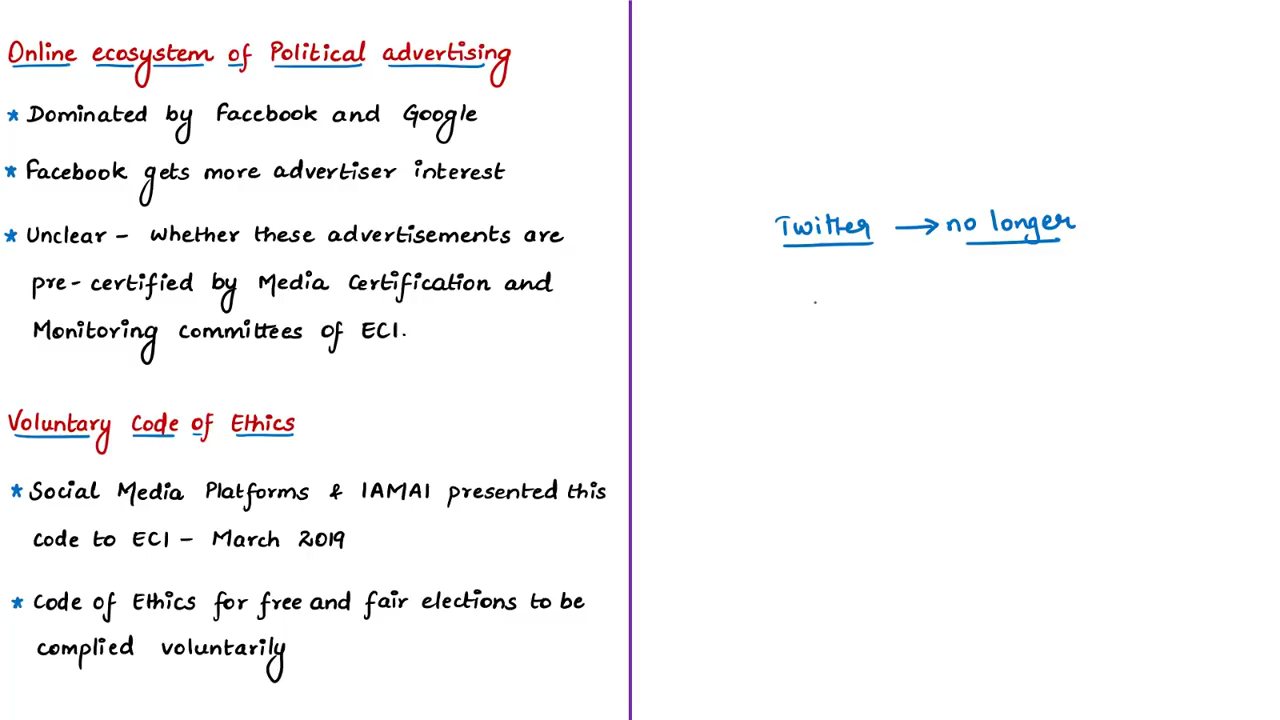 Online ecosystem of Political advertising
* Dominated by Facebook and Google
* Facebook gets more advertiser interest
* Unclear - whether these advertisements are
pre-certified by Media Certification and
Monitoring committees of ECI.
Voluntary Code of Ethics
* Social Media Platforms & IAMAI presented this
code to ECI - March 2019
* Code of Ethics for free and fair elections to be
complied voluntarily
Twitter → no longer